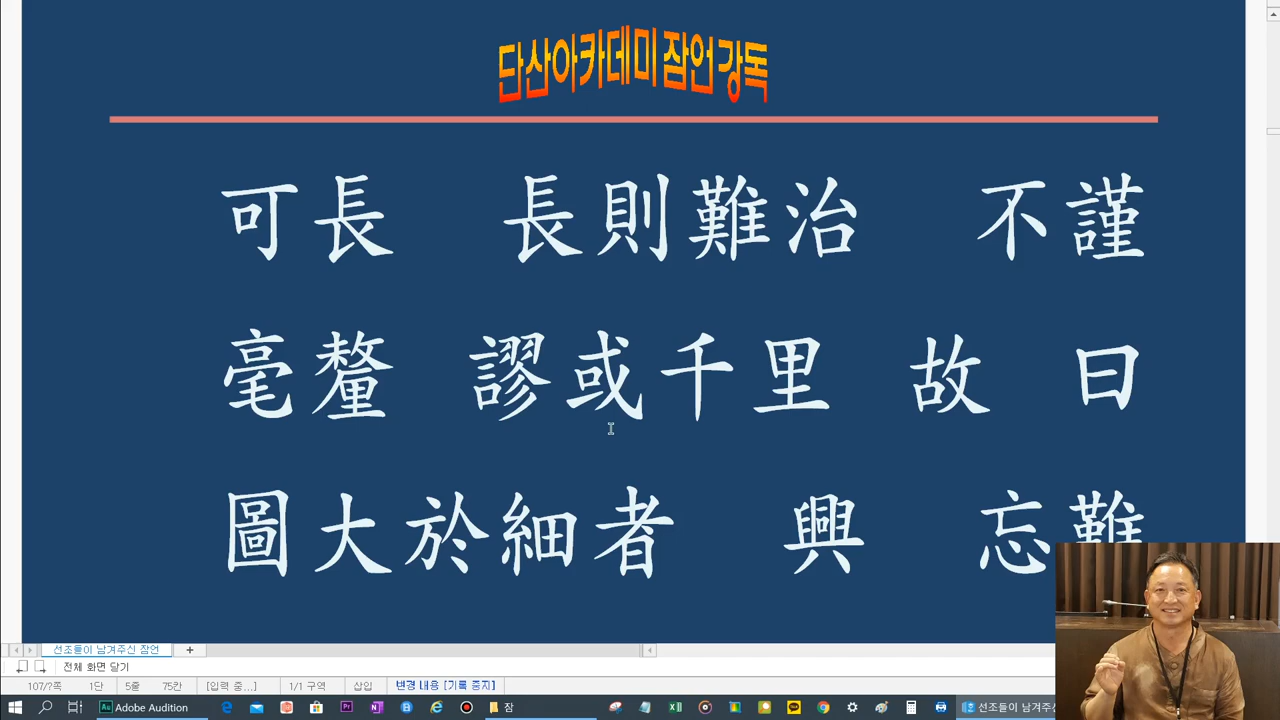 단산아카데미 잠언 강독
可長 長則難治 不謹
毫釐 謬或千里 故 曰
圖大於細者 興 忘難
선조들이 남겨주신 잠언
전체 화면 닫기
107/?쪽 1단 5줄 75칸 [입력 중...] 1/1 구역 삽입 변경 내용 [기록 중지]
Adobe Audition 잠 선조들이 남겨주신